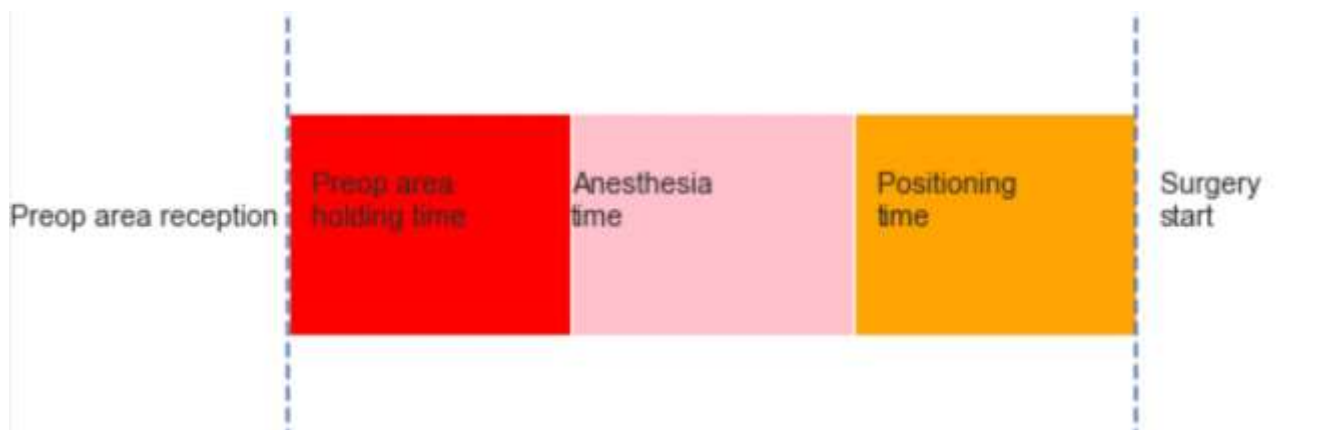 Preop area reception
Preop area
holding time
Anesthesia
time
Positioning
time
Surgery
start